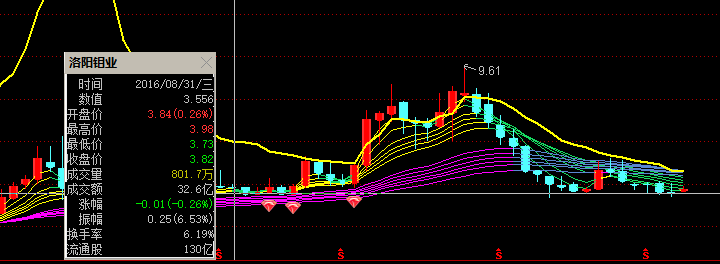 洛阳钼业
时间 2016/08/31/三
数值 3.556
开盘价 3.84(0.26%)
最高价 3.98
最低价 3.73
收盘价 3.82
成交量 801.7万
成交额 32.6亿
涨幅 -0.01(-0.26%)
振幅 0.25(6.53%)
换手率 6.19%
流通股 130亿
9.61